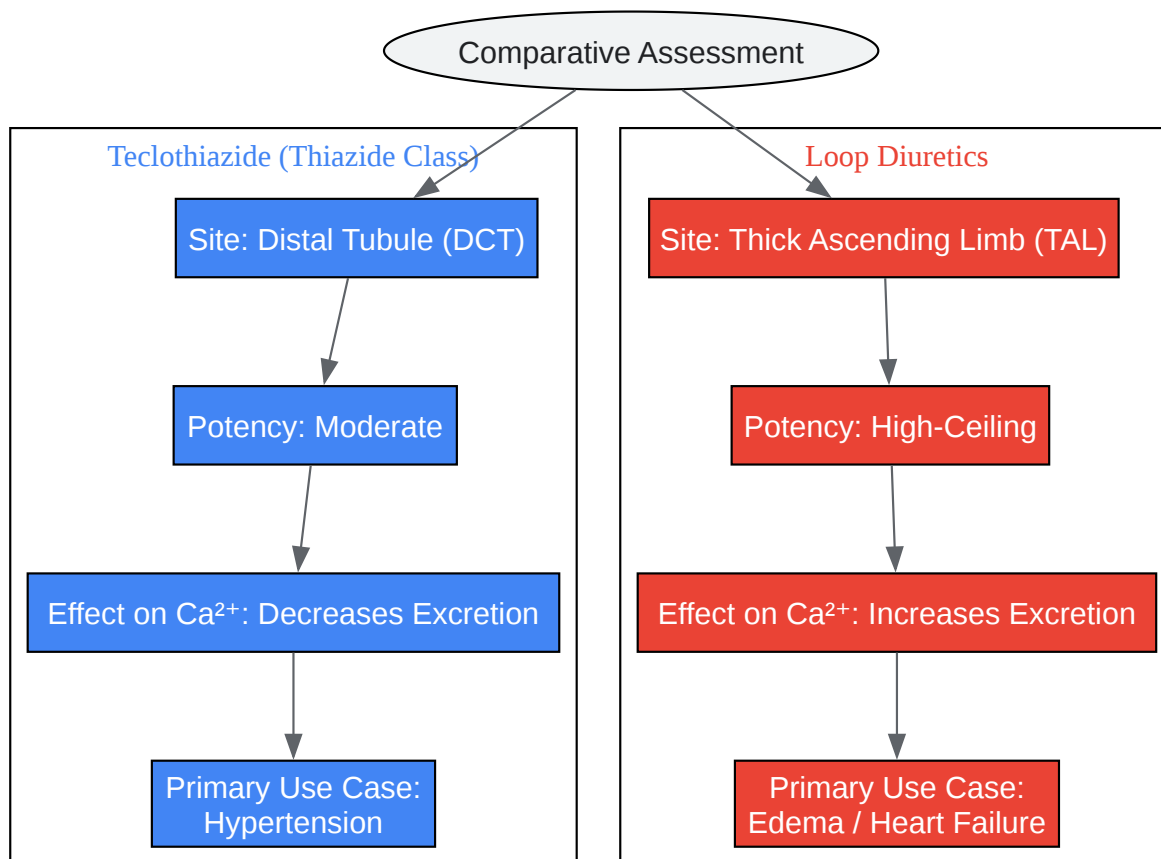 Comparative Assessment
Teclothiazide (Thiazide Class)
Site: Distal Tubule (DCT)
Potency: Moderate
Effect on Ca²⁺: Decreases Excretion
Primary Use Case:
Hypertension
Loop Diuretics
Site: Thick Ascending Limb (TAL)
Potency: High-Ceiling
Effect on Ca²⁺: Increases Excretion
Primary Use Case:
Edema / Heart Failure